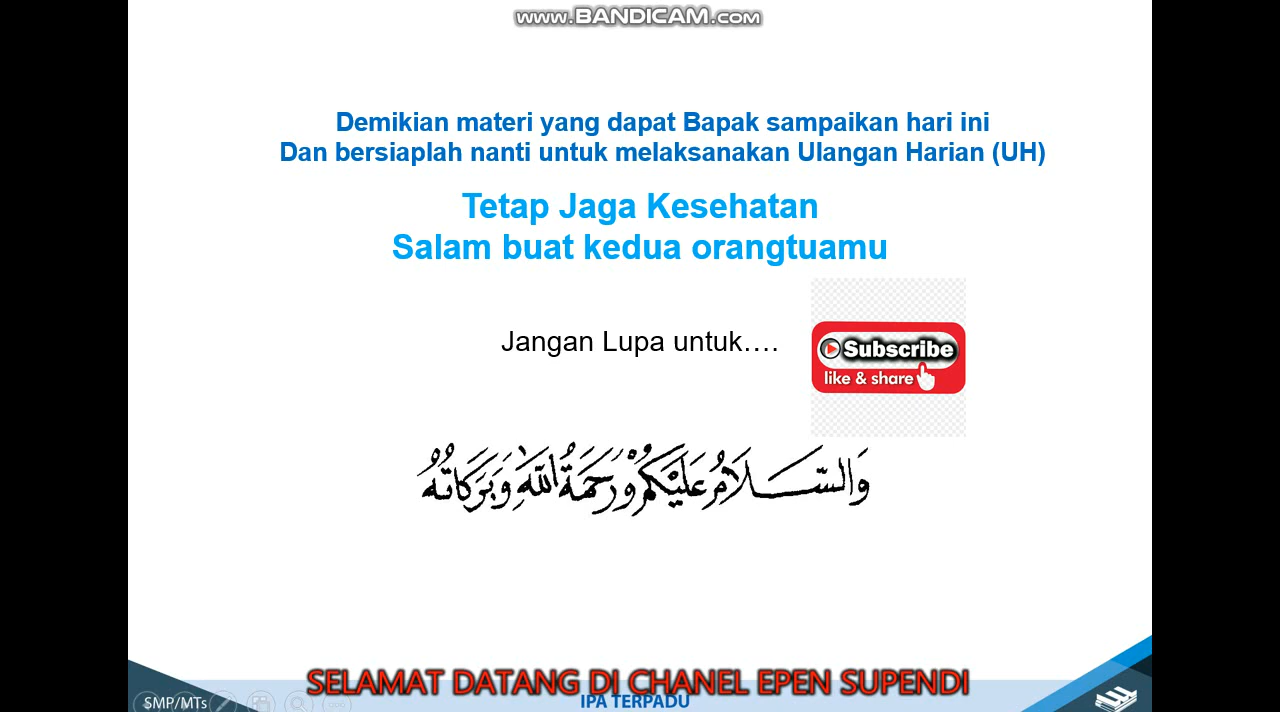 www.BANDICAM.com
Demikian materi yang dapat Bapak sampaikan hari ini
Dan bersiaplah nanti untuk melaksanakan Ulangan Harian (UH)
Tetap Jaga Kesehatan
Salam buat kedua orangtuamu
Jangan Lupa untuk….
Subscribe
like & share
وَالسَّلَامُ عَلَيْكُمْ وَرَحْمَةُ اللهِ وَبَرَكَاتُهُ
SELAMAT DATANG DI CHANEL EPEN SUPENDI
SMP/MTs
IPA TERPADU